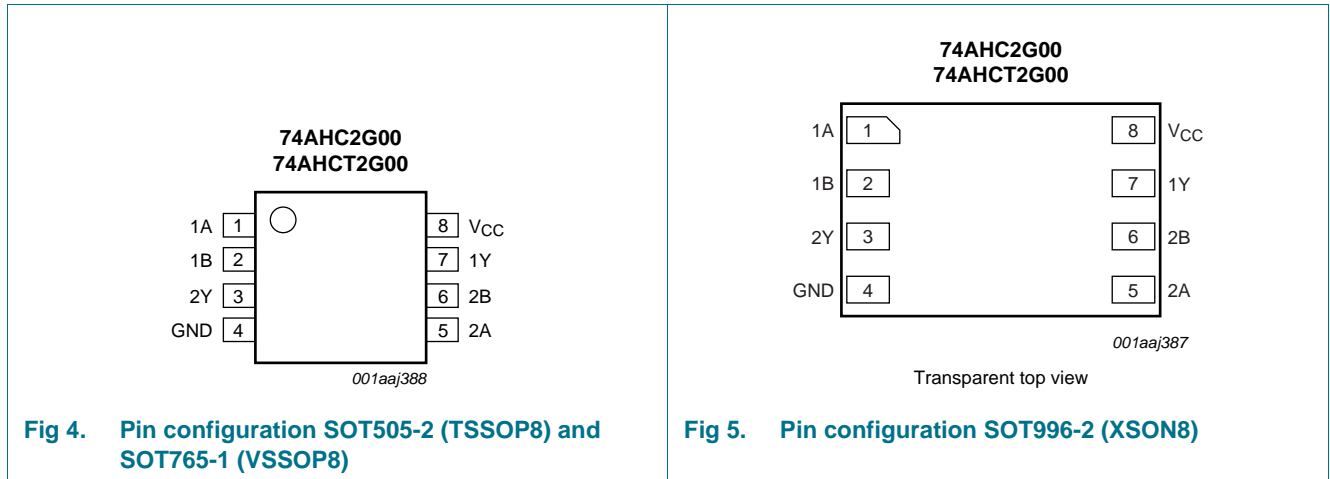 74AHC2G00
74AHCT2G00
1A 1 8 VCC
1B 2 7 1Y
2Y 3 6 2B
GND 4 5 2A
001aaj388
Fig 4. Pin configuration SOT505-2 (TSSOP8) and
SOT765-1 (VSSOP8)
74AHC2G00
74AHCT2G00
1A 1 8 VCC
1B 2 7 1Y
2Y 3 6 2B
GND 4 5 2A
001aaj387
Transparent top view
Fig 5. Pin configuration SOT996-2 (XSON8)